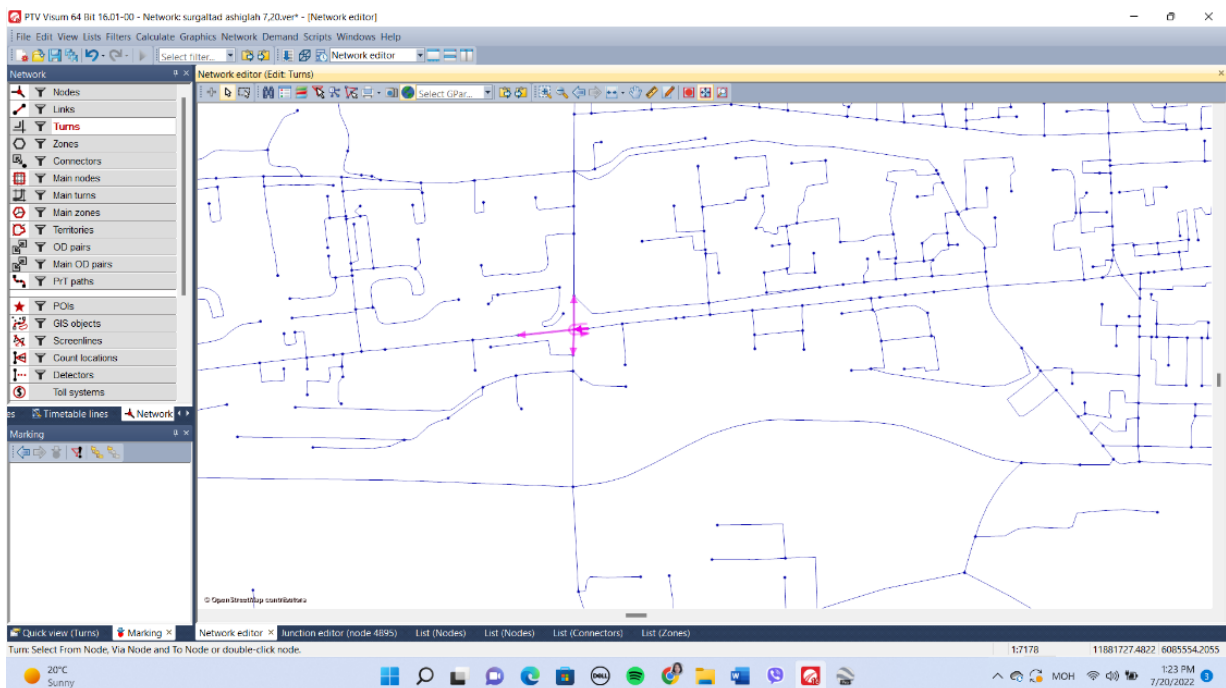 PTV Visum 64 Bit 16.01-00 - Network: surgaltad ashiglah 7,20.ver* - [Network editor]
File Edit View Lists Filters Calculate Graphics Network Demand Scripts Windows Help
Select filter... Network editor
Network
Network editor (Edit: Turns)
Select GPar...
Nodes
Links
Turns
Zones
Connectors
Main nodes
Main turns
Main zones
Territories
OD pairs
Main OD pairs
PrT paths
POIs
GIS objects
Screenlines
Count locations
Detectors
Toll systems
es Timetable lines Network
Marking
© OpenStreetMap contributors
Quick view (Turns) Marking Network editor Junction editor (node 4895) List (Nodes) List (Nodes) List (Connectors) List (Zones)
Turn: Select From Node, Via Node and To Node or double-click node. 1:7178 11881727.4822 6085554.2055
20°C
Sunny
DELL
МОН
1:23 PM
7/20/2022
3